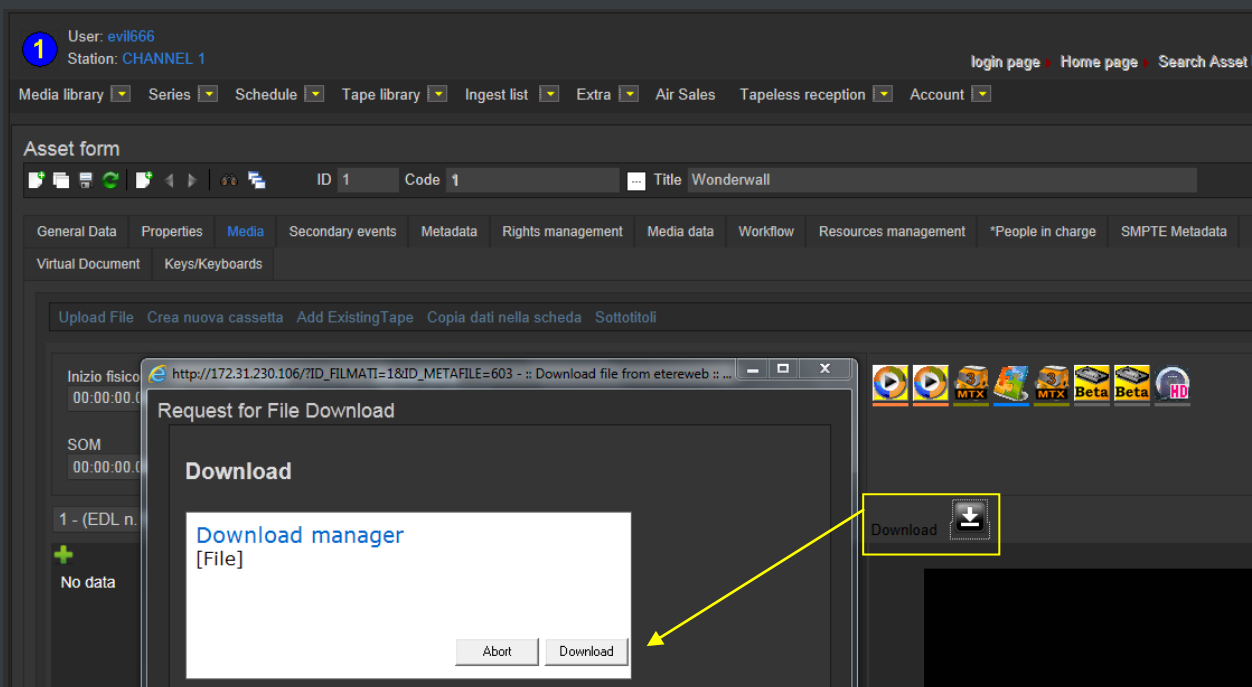 1
User: evil666
Station: CHANNEL 1
login page Home page Search Asset
Media library Series Schedule Tape library Ingest list Extra Air Sales Tapeless reception Account
Asset form
ID 1 Code 1 ... Title Wonderwall
General Data Properties Media Secondary events Metadata Rights management Media data Workflow Resources management *People in charge SMPTE Metadata
Virtual Document Keys/Keyboards
Upload File Crea nuova cassetta Add ExistingTape Copia dati nella scheda Sottotitoli
Inizio fisico
00:00:00.0
SOM
00:00:00.0
1 - (EDL n.
No data
http://172.31.230.106/?ID_FILMATI=1&ID_METAFILE=603 - :: Download file from etereweb :: ...
Request for File Download
Download
Download manager
[File]
Abort Download
MTX MTX Beta Beta HD
Download